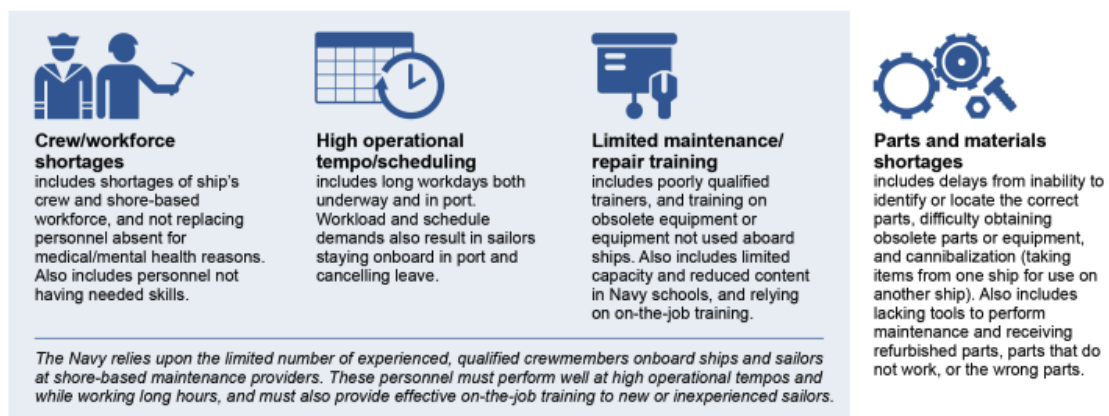 Crew/workforce
shortages
includes shortages of ship's
crew and shore-based
workforce, and not replacing
personnel absent for
medical/mental health reasons.
Also includes personnel not
having needed skills.
High operational
tempo/scheduling
includes long workdays both
underway and in port.
Workload and schedule
demands also result in sailors
staying onboard in port and
cancelling leave.
Limited maintenance/
repair training
includes poorly qualified
trainers, and training on
obsolete equipment or
equipment not used aboard
ships. Also includes limited
capacity and reduced content
in Navy schools, and relying
on on-the-job training.
The Navy relies upon the limited number of experienced, qualified crewmembers onboard ships and sailors
at shore-based maintenance providers. These personnel must perform well at high operational tempos and
while working long hours, and must also provide effective on-the-job training to new or inexperienced sailors.
Parts and materials
shortages
includes delays from inability to
identify or locate the correct
parts, difficulty obtaining
obsolete parts or equipment,
and cannibalization (taking
items from one ship for use on
another ship). Also includes
lacking tools to perform
maintenance and receiving
refurbished parts, parts that do
not work, or the wrong parts.